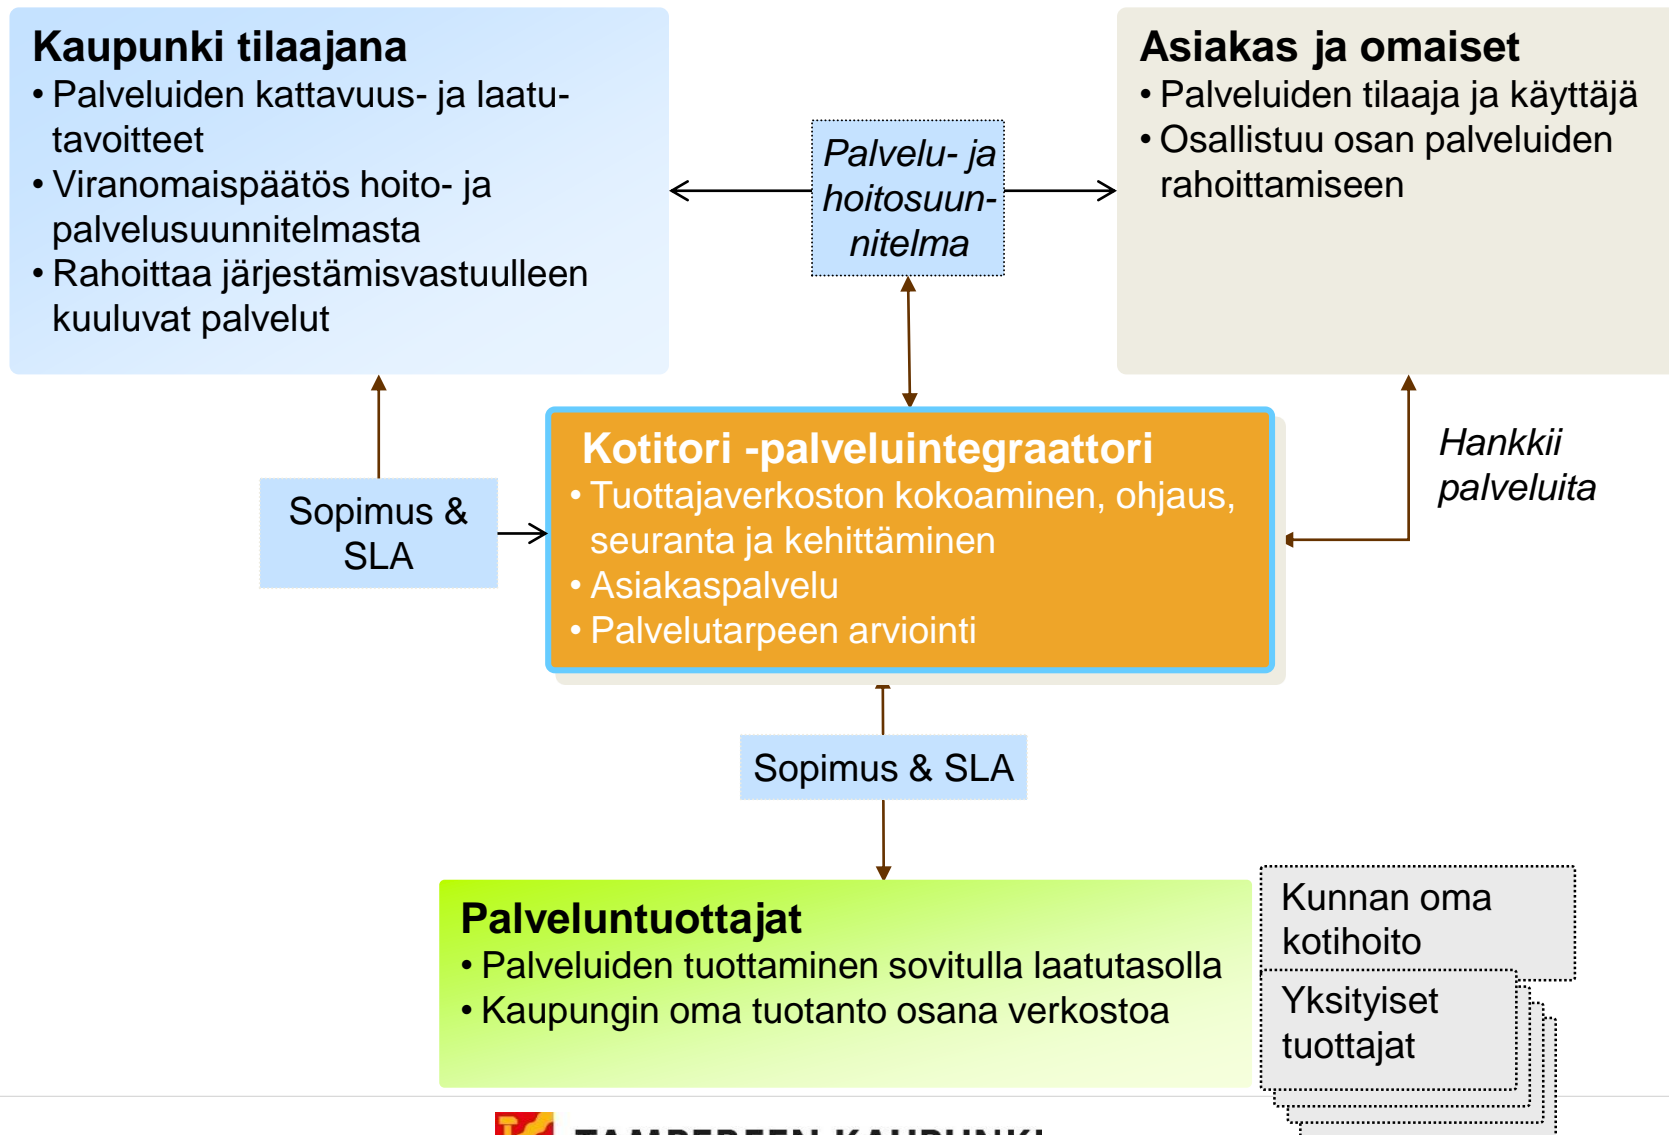 Kaupunki tilaajana
• Palveluiden kattavuus- ja laatu-
tavoitteet
• Viranomaispäätös hoito- ja
palvelusuunnitelmasta
• Rahoittaa järjestämisvastuulleen
kuuluvat palvelut
Palvelu- ja
hoitosuun-
nitelma
Asiakas ja omaiset
• Palveluiden tilaaja ja käyttäjä
• Osallistuu osan palveluiden
rahoittamiseen
Sopimus &
SLA
Kotitori -palveluintegraattori
• Tuottajaverkoston kokoaminen, ohjaus,
seuranta ja kehittäminen
• Asiakaspalvelu
• Palvelutarpeen arviointi
Hankkii
palveluita
Sopimus & SLA
Palveluntuottajat
• Palveluiden tuottaminen sovitulla laatutasolla
• Kaupungin oma tuotanto osana verkostoa
Kunnan oma
kotihoito
Yksityiset
tuottajat
TAMPEREEN KAUPUNKI